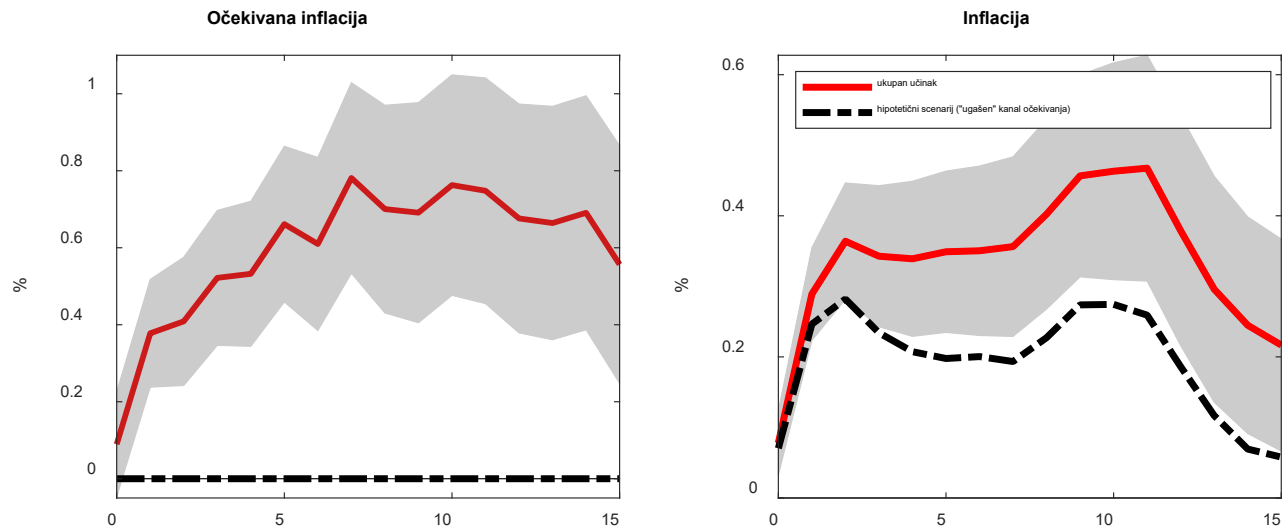 Očekivana inflacija
%
1
0.8
0.6
0.4
0.2
0
0 5 10 15
Inflacija
%
0.6
0.4
0.2
0
0 5 10 15
ukupan učinak
hipotetični scenarij ("ugašen" kanal očekivanja)